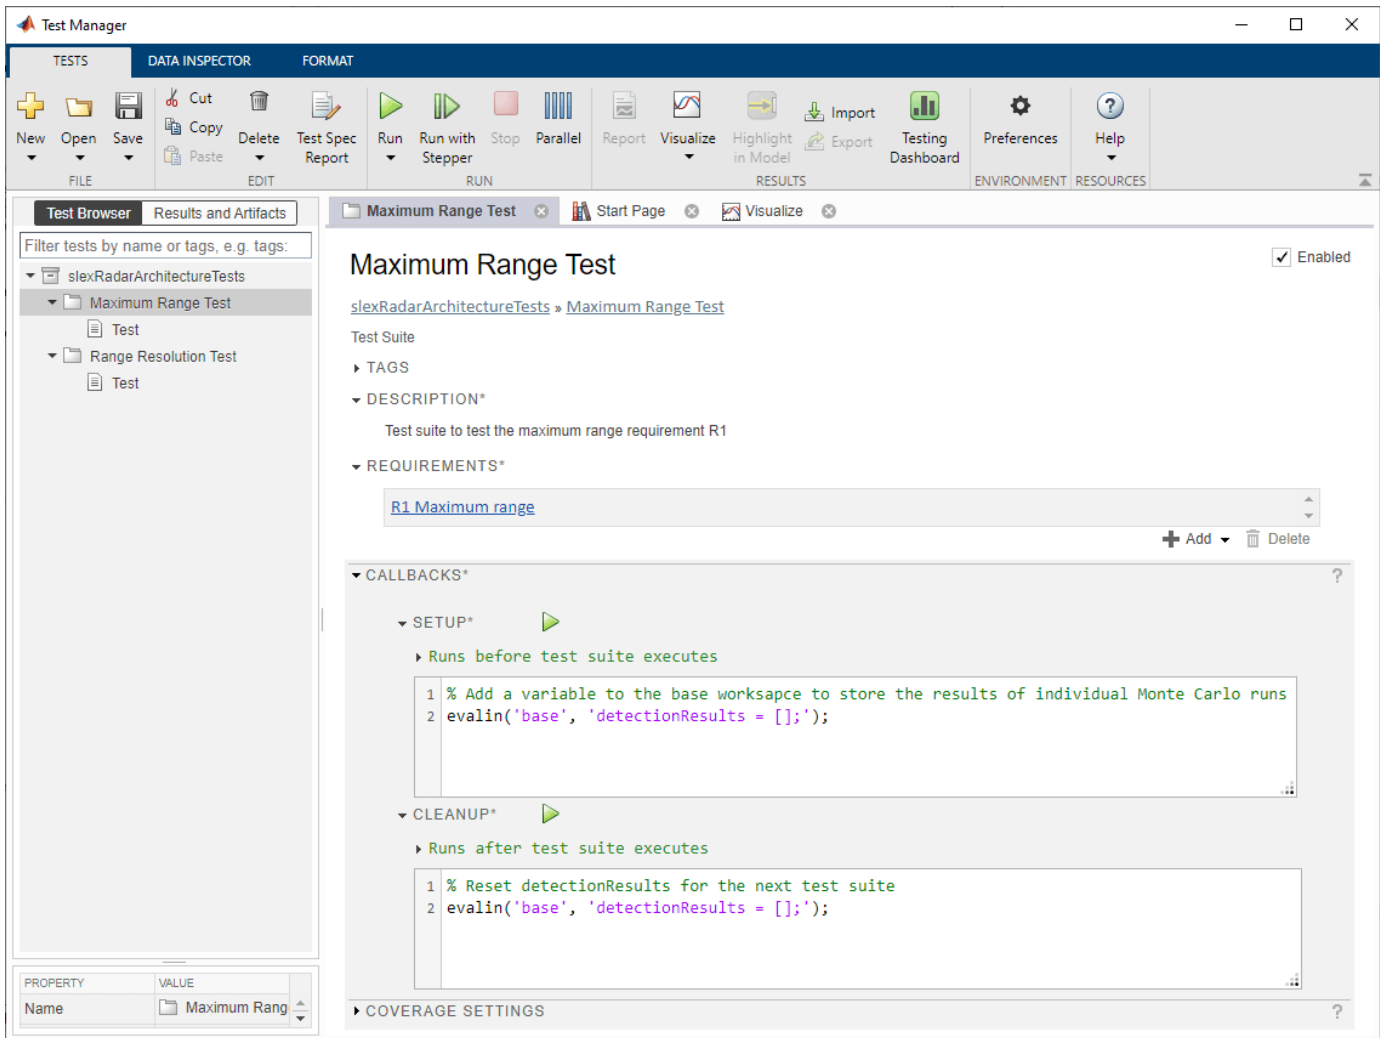 Test Manager
TESTS DATA INSPECTOR FORMAT
New Open Save Cut Copy Paste Delete Test Spec Report Run Run with Stepper Stop Parallel Report Visualize Highlight in Model Import Export Testing Dashboard Preferences Help
FILE EDIT RUN RESULTS ENVIRONMENT RESOURCES
Test Browser Results and Artifacts
Filter tests by name or tags, e.g. tags:
slexRadarArchitectureTests
Maximum Range Test
Test
Range Resolution Test
Test
PROPERTY VALUE
Name Maximum Rang
Maximum Range Test Start Page Visualize
Maximum Range Test
Enabled
slexRadarArchitectureTests » Maximum Range Test
Test Suite
TAGS
DESCRIPTION*
Test suite to test the maximum range requirement R1
REQUIREMENTS*
R1 Maximum range
Add Delete
CALLBACKS* ?
SETUP*
Runs before test suite executes
1 % Add a variable to the base worksapce to store the results of individual Monte Carlo runs
2 evalin('base', 'detectionResults = [];');
CLEANUP*
Runs after test suite executes
1 % Reset detectionResults for the next test suite
2 evalin('base', 'detectionResults = [];');
COVERAGE SETTINGS ?